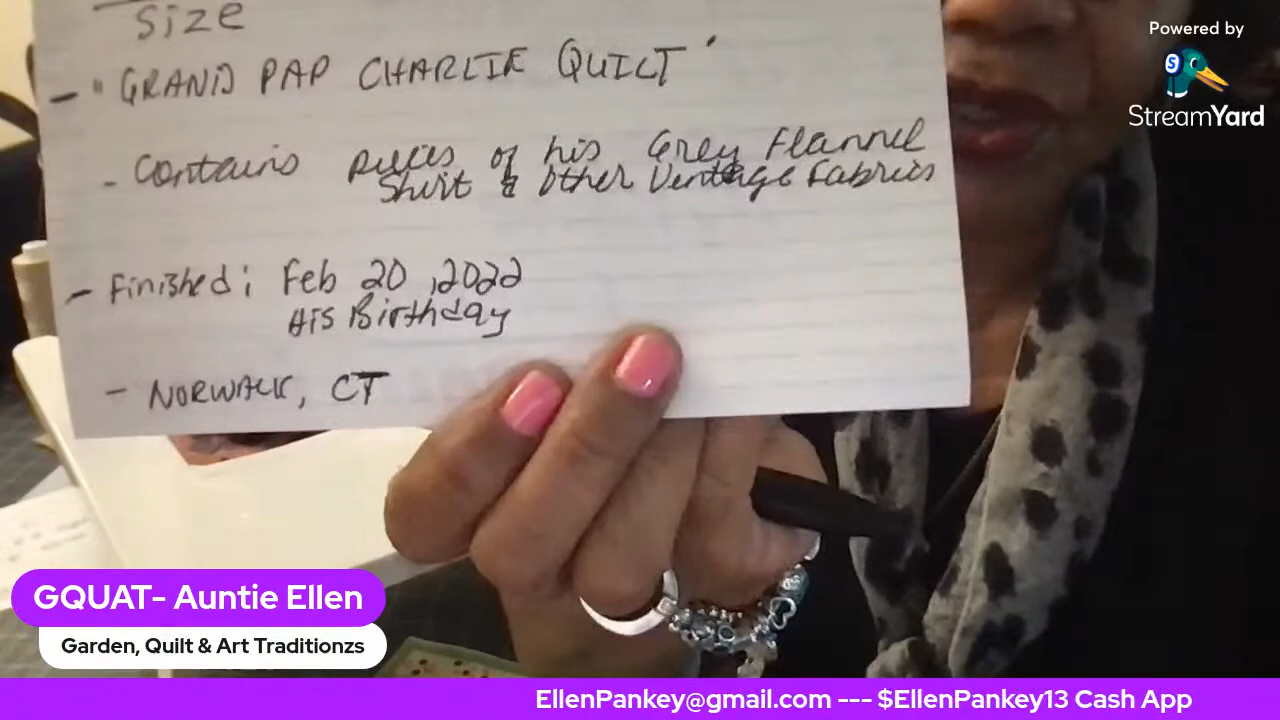 size
- "GRAND PAP CHARLIE QUILT"
- Contains pieces of his Grey Flannel
Shirt & Other Ventage Fabrics
- Finished: Feb 20, 2022
His Birthday
- NORWALK, CT
Powered by
StreamYard
GQUAT- Auntie Ellen
Garden, Quilt & Art Traditionzs
EllenPankey@gmail.com --- $EllenPankey13 Cash App